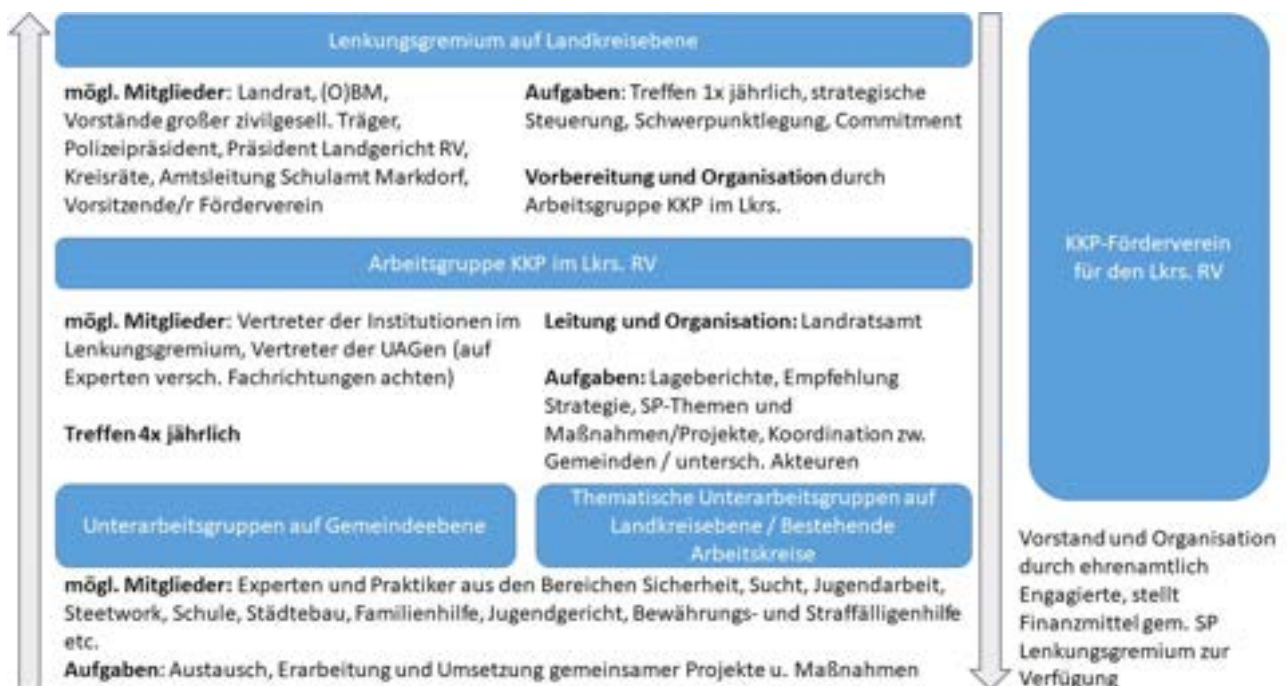 Lenkungsgremium auf Landkreisebene
mögl. Mitglieder: Landrat, (O)BM,
Vorstände großer zivilgesell. Träger,
Polizeipräsident, Präsident Landgericht RV,
Kreisräte, Amtsleitung Schulamt Markdorf,
Vorsitzende/r Förderverein
Aufgaben: Treffen 1x jährlich, strategische
Steuerung, Schwerpunktlegung, Commitment
Vorbereitung und Organisation durch
Arbeitsgruppe KKP im Lkrs.
Arbeitsgruppe KKP im Lkrs. RV
mögl. Mitglieder: Vertreter der Institutionen im
Lenkungsgremium, Vertreter der UAGen (auf
Experten versch. Fachrichtungen achten)
Treffen 4x jährlich
Leitung und Organisation: Landratsamt
Aufgaben: Lageberichte, Empfehlung
Strategie, SP-Themen und
Maßnahmen/Projekte, Koordination zw.
Gemeinden / untersch. Akteuren
Unterarbeitsgruppen auf Gemeindeebene
Thematische Unterarbeitsgruppen auf
Landkreisebene / Bestehende
Arbeitskreise
mögl. Mitglieder: Experten und Praktiker aus den Bereichen Sicherheit, Sucht, Jugendarbeit,
Steetwork, Schule, Städtebau, Familienhilfe, Jugendgericht, Bewährungs- und Straffälligenhilfe
etc.
Aufgaben: Austausch, Erarbeitung und Umsetzung gemeinsamer Projekte u. Maßnahmen
KKP-Förderverein
für den Lkrs. RV
Vorstand und Organisation
durch ehrenamtlich
Engagierte, stellt
Finanzmittel gem. SP
Lenkungsgremium zur
Verfügung